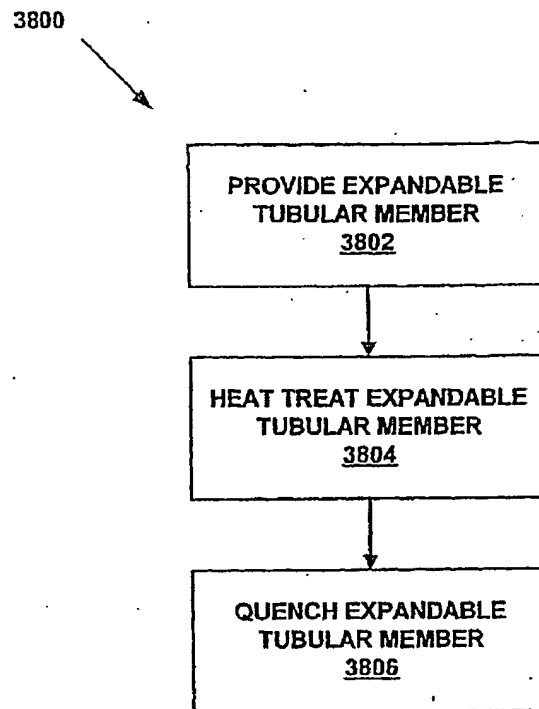 3800
PROVIDE EXPANDABLE
TUBULAR MEMBER
3802
HEAT TREAT EXPANDABLE
TUBULAR MEMBER
3804
QUENCH EXPANDABLE
TUBULAR MEMBER
3806